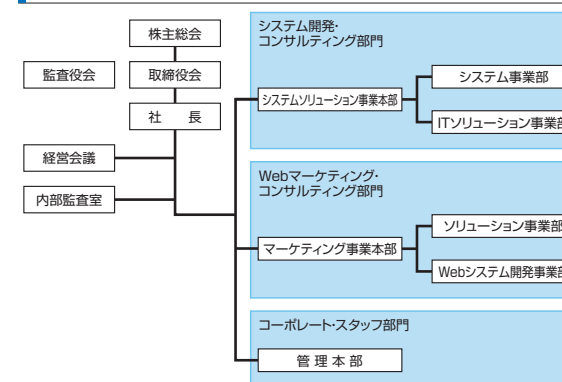 株主総会
監査役会
取締役会
社 長
経営会議
内部監査室
システム開発・
コンサルティング部門
システムソリューション事業本部
システム事業部
ITソリューション事業部
Webマーケティング・
コンサルティング部門
マーケティング事業本部
ソリューション事業部
Webシステム開発事業部
コーポレート・スタッフ部門
管 理 本 部